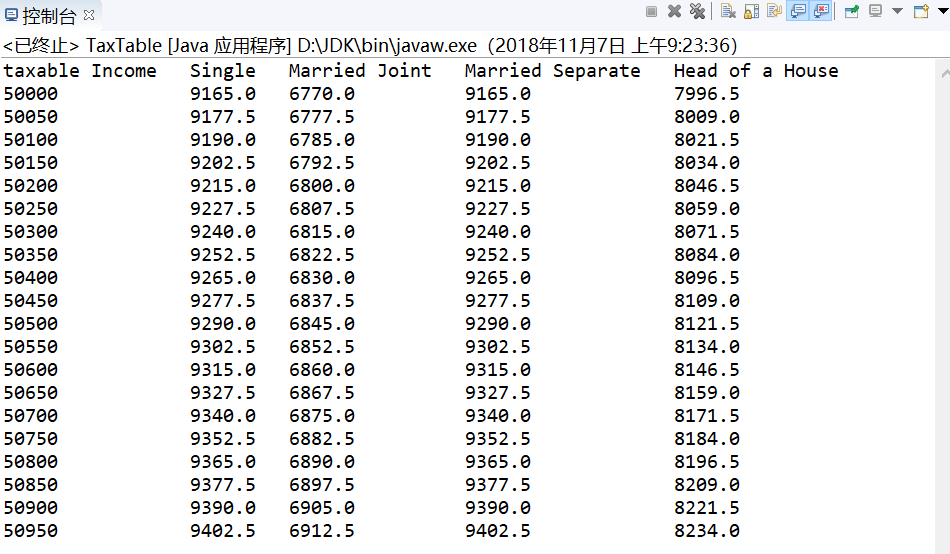 控制台
<已终止> TaxTable [Java 应用程序] D:\JDK\bin\javaw.exe（2018年11月7日 上午9:23:36）
taxable Income   Single   Married Joint   Married Separate   Head of a House
50000   9165.0   6770.0   9165.0   7996.5
50050   9177.5   6777.5   9177.5   8009.0
50100   9190.0   6785.0   9190.0   8021.5
50150   9202.5   6792.5   9202.5   8034.0
50200   9215.0   6800.0   9215.0   8046.5
50250   9227.5   6807.5   9227.5   8059.0
50300   9240.0   6815.0   9240.0   8071.5
50350   9252.5   6822.5   9252.5   8084.0
50400   9265.0   6830.0   9265.0   8096.5
50450   9277.5   6837.5   9277.5   8109.0
50500   9290.0   6845.0   9290.0   8121.5
50550   9302.5   6852.5   9302.5   8134.0
50600   9315.0   6860.0   9315.0   8146.5
50650   9327.5   6867.5   9327.5   8159.0
50700   9340.0   6875.0   9340.0   8171.5
50750   9352.5   6882.5   9352.5   8184.0
50800   9365.0   6890.0   9365.0   8196.5
50850   9377.5   6897.5   9377.5   8209.0
50900   9390.0   6905.0   9390.0   8221.5
50950   9402.5   6912.5   9402.5   8234.0